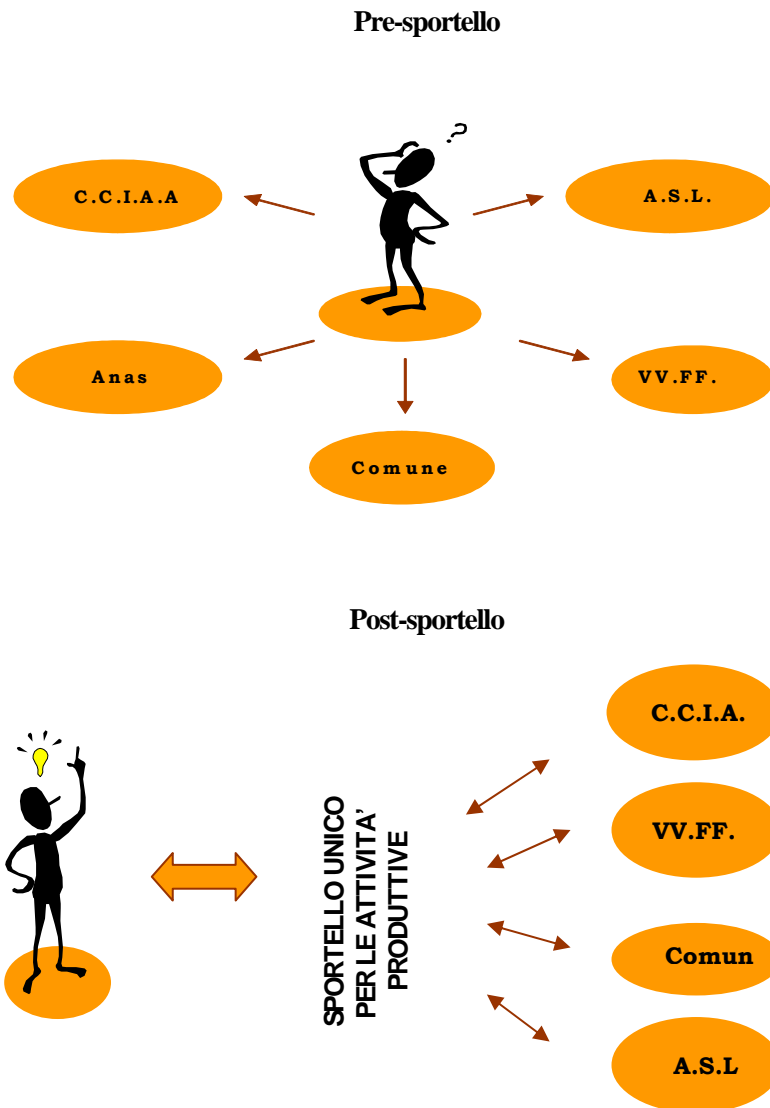 Pre-sportello
?
C.C.I.A.A
A.S.L.
Anas
VV.FF.
Comune
Post-sportello
C.C.I.A.
VV.FF.
SPORTELLO UNICO
PER LE ATTIVITA’
PRODUTTIVE
Comun
A.S.L